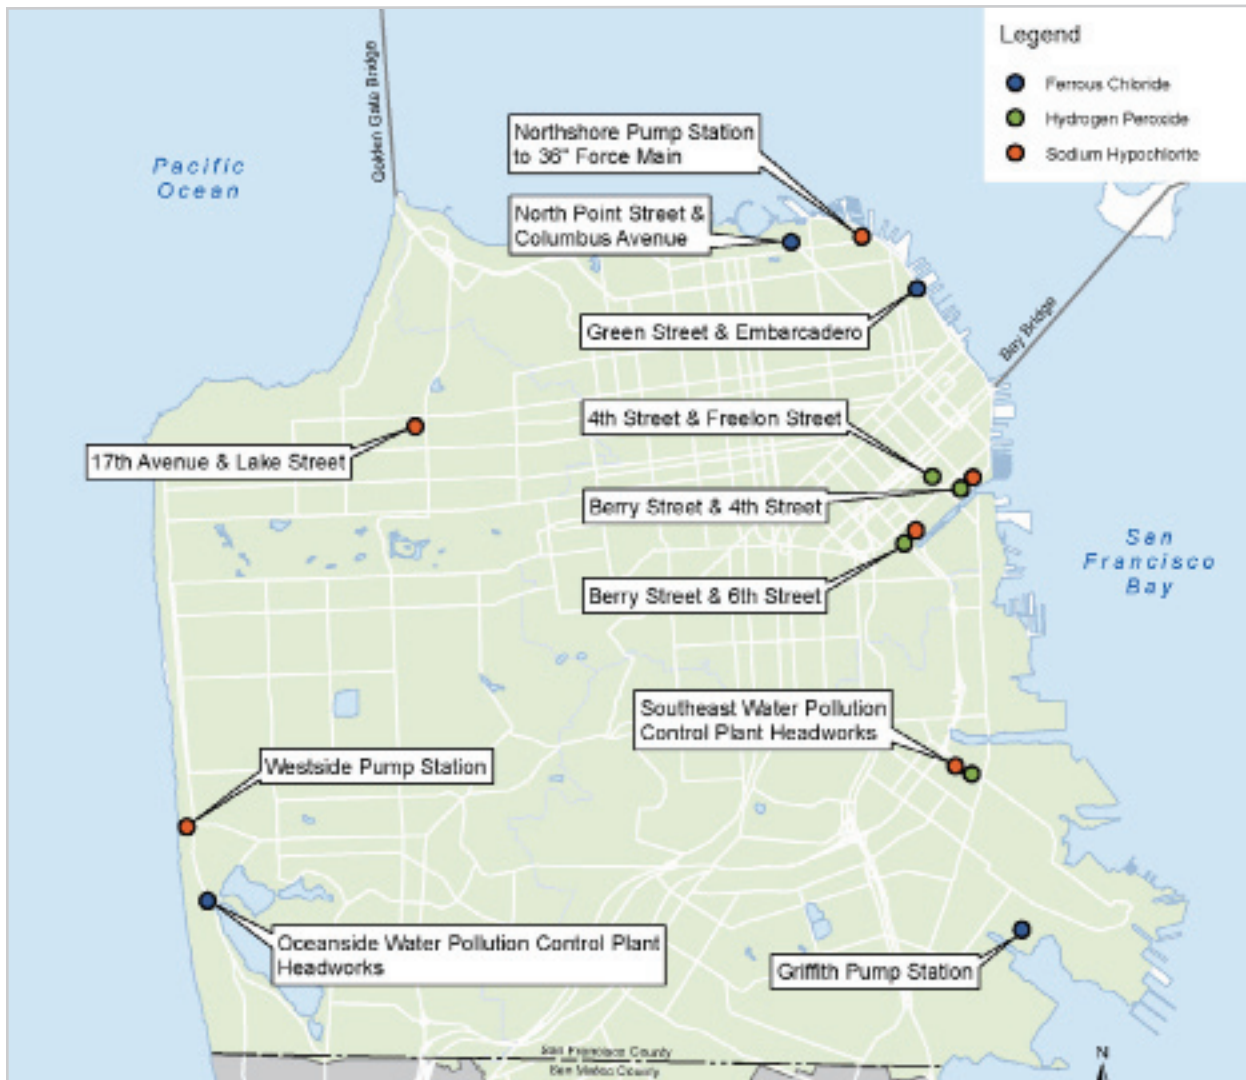 Legend
Ferrous Chloride
Hydrogen Peroxide
Sodium Hypochlorite
Golden Gate Bridge
Pacific
Ocean
Northshore Pump Station
to 36" Force Main
North Point Street &
Columbus Avenue
Green Street & Embarcadero
Bay Bridge
4th Street & Freelon Street
17th Avenue & Lake Street
Berry Street & 4th Street
San
Francisco
Bay
Berry Street & 6th Street
Southeast Water Pollution
Control Plant Headworks
Westside Pump Station
Oceanside Water Pollution Control Plant
Headworks
Griffith Pump Station
San Francisco County
San Mateo County
N